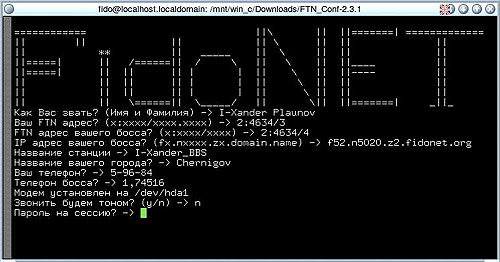 fido@localhost.localdomain: /mnt/win_c/Downloads/FTN_Conf-2.3.1
FidoNET
Как Вас звать? (Имя и Фамилия) -> I-Xander Plaunov
Ваш FTN адрес? (x:xxxx/xxxx.xxxx) -> 2:4634/3
FTN адрес вашего босса? (x:xxxx/xxxx) -> 2:4634/4
IP адрес вашего босса? (fx.nxxxx.zx.domain.name) -> f52.n5020.z2.fidonet.org
Название станции -> I-Xander_BBS
Название вашего города? -> Chernigov
Ваш телефон? -> 5-96-84
Телефон босса? -> 1,74516
Модем установлен на /dev/hda1
Звонить будем тоном? (y/n) -> n
Пароль на сессию? ->